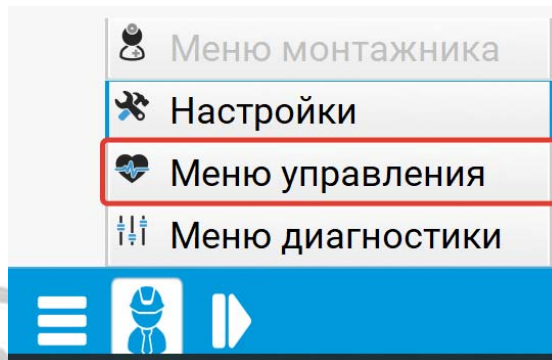 Меню монтажника
Настройки
Меню управления
Меню диагностики